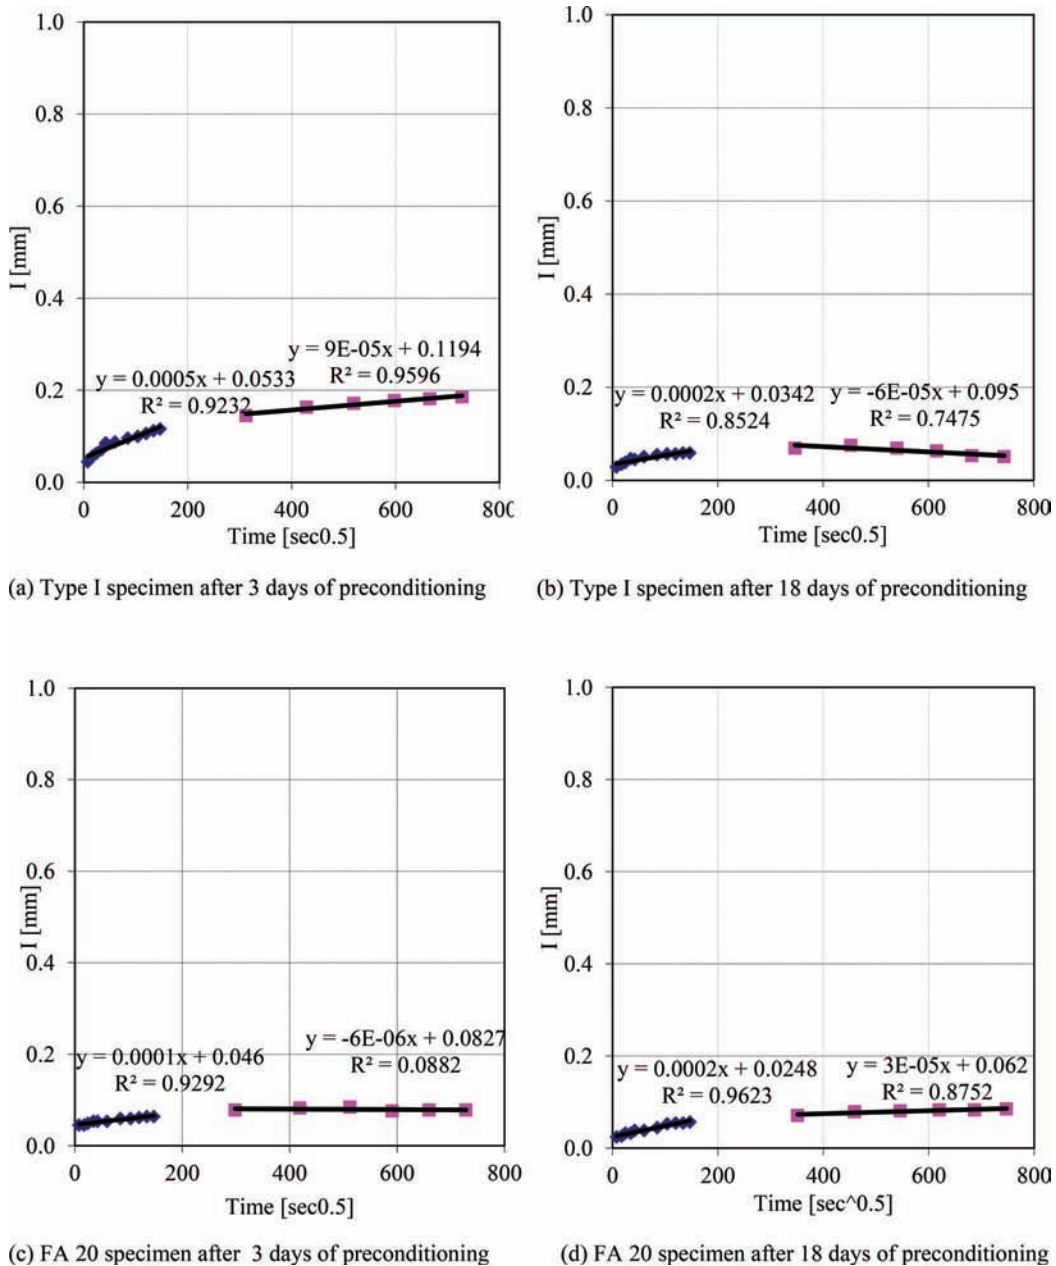 1.0
0.8
0.6
0.4
0.2
0.0
I [mm]
y = 9E-05x + 0.1194
R² = 0.9596
y = 0.0005x + 0.0533
R² = 0.9232
0 200 400 600 800
Time [sec0.5]
(a) Type I specimen after 3 days of preconditioning
1.0
0.8
0.6
0.4
0.2
0.0
I [mm]
y = 0.0002x + 0.0342
R² = 0.8524
y = -6E-05x + 0.095
R² = 0.7475
0 200 400 600 800
Time [sec0.5]
(b) Type I specimen after 18 days of preconditioning
1.0
0.8
0.6
0.4
0.2
0.0
I [mm]
y = 0.0001x + 0.046
R² = 0.9292
y = -6E-06x + 0.0827
R² = 0.0882
0 200 400 600 800
Time [sec0.5]
(c) FA 20 specimen after 3 days of preconditioning
1.0
0.8
0.6
0.4
0.2
0.0
I [mm]
y = 0.0002x + 0.0248
R² = 0.9623
y = 3E-05x + 0.062
R² = 0.8752
0 200 400 600 800
Time [sec^0.5]
(d) FA 20 specimen after 18 days of preconditioning